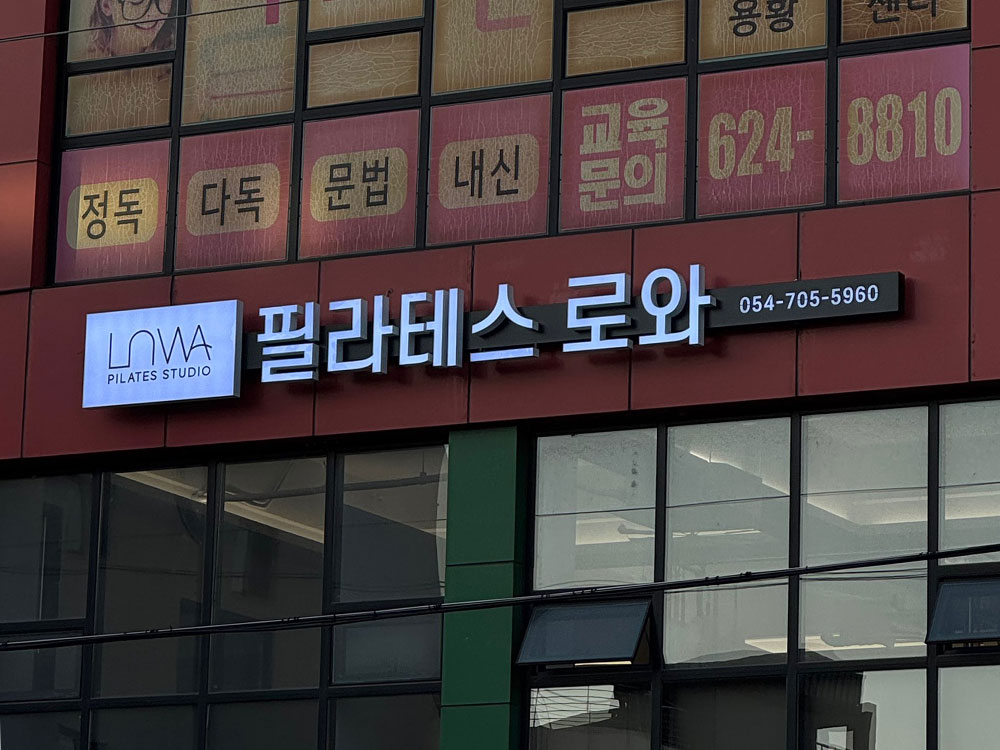 용황
센터
정독
다독
문법
내신
교육
문의
624-
8810
LOWA
PILATES STUDIO
필라테스 로와
054-705-5960